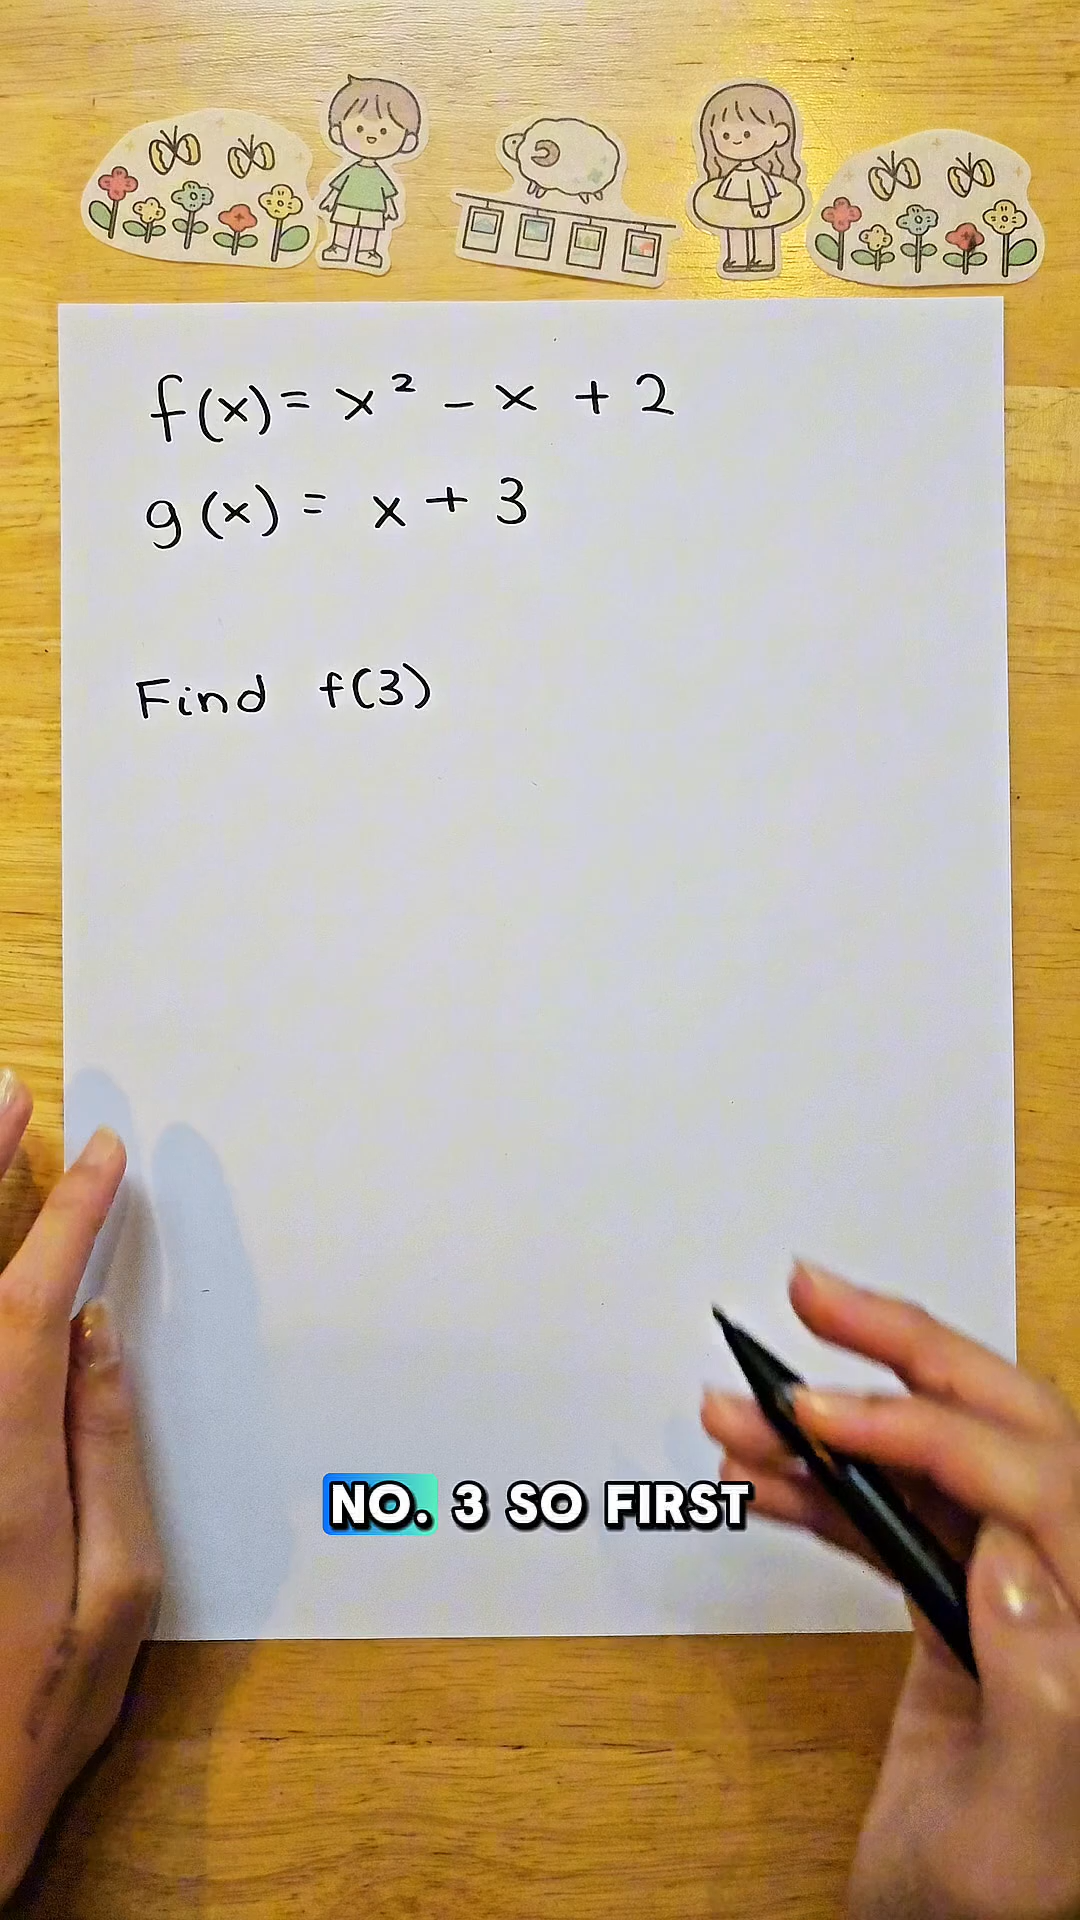 f(x) = x² - x + 2
g(x) = x + 3
Find f(3)
NO. 3 SO FIRST